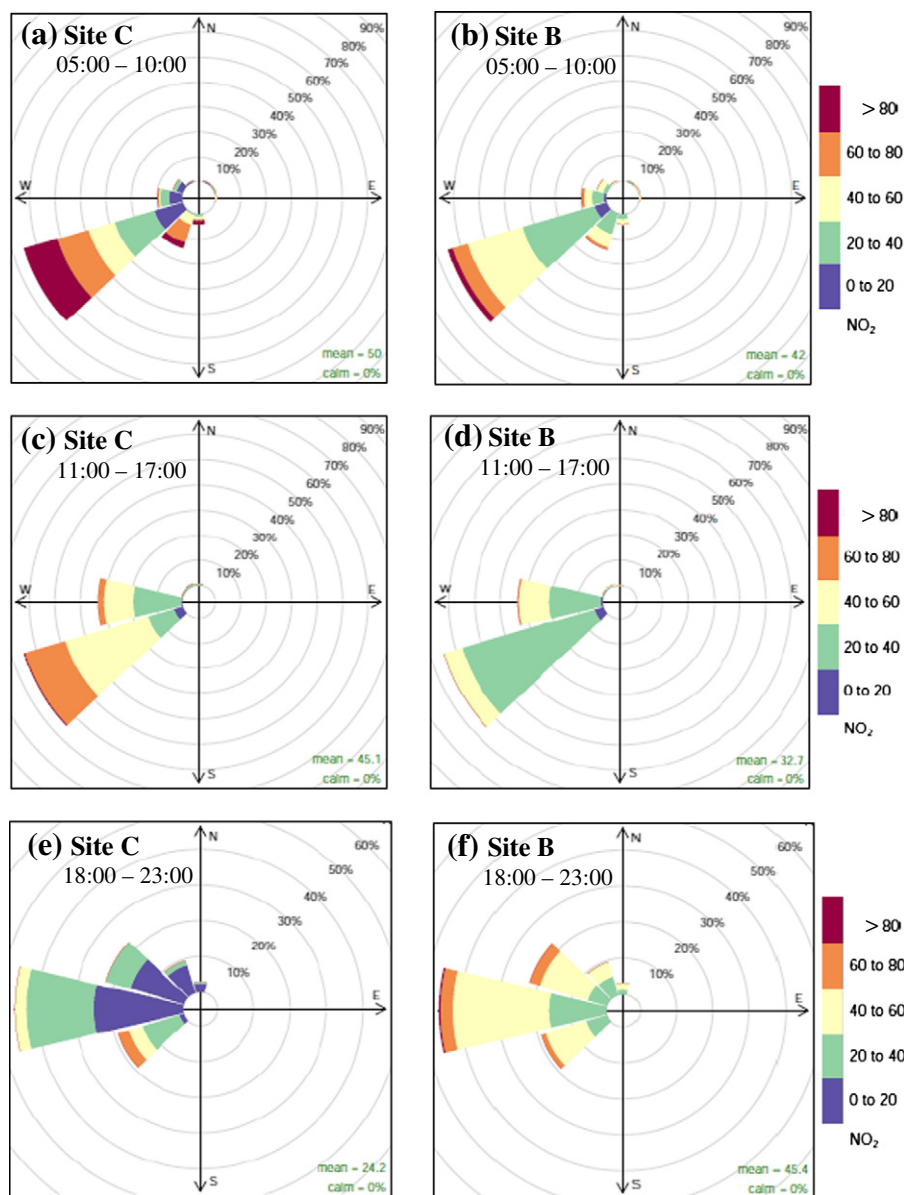 (a) Site C
05:00 – 10:00
N
90%
80%
70%
60%
50%
40%
30%
20%
10%
W
E
S
mean = 50
calm = 0%
(b) Site B
05:00 – 10:00
N
90%
80%
70%
60%
50%
40%
30%
20%
10%
W
E
S
mean = 42
calm = 0%
> 80
60 to 80
40 to 60
20 to 40
0 to 20
NO₂
(c) Site C
11:00 – 17:00
N
90%
80%
70%
60%
50%
40%
30%
20%
10%
W
E
S
mean = 45.1
calm = 0%
(d) Site B
11:00 – 17:00
N
90%
80%
70%
60%
50%
40%
30%
20%
10%
W
E
S
mean = 32.7
calm = 0%
> 80
60 to 80
40 to 60
20 to 40
0 to 20
NO₂
(e) Site C
18:00 – 23:00
N
60%
50%
40%
30%
20%
10%
W
E
S
mean = 24.2
calm = 0%
(f) Site B
18:00 – 23:00
N
60%
50%
40%
30%
20%
10%
W
E
S
mean = 45.4
calm = 0%
> 80
60 to 80
40 to 60
20 to 40
0 to 20
NO₂